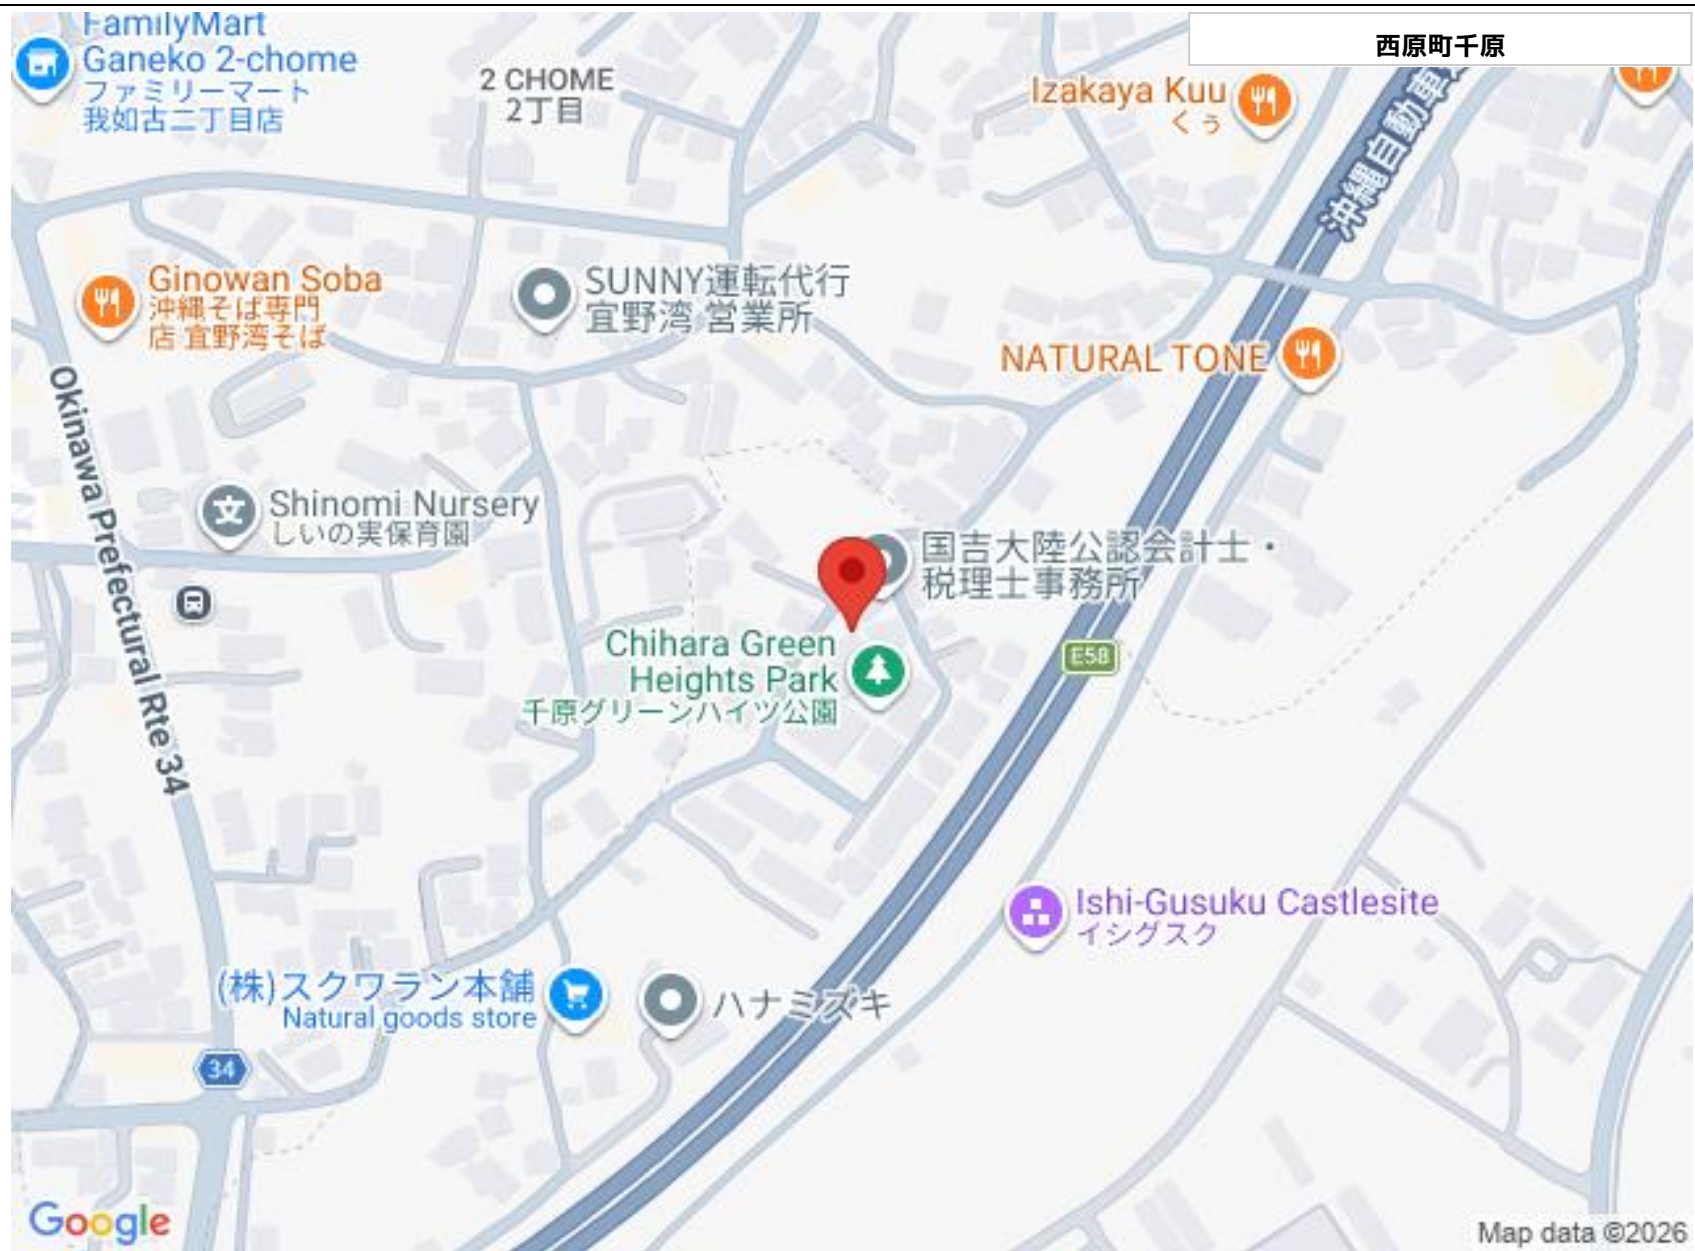 西原町千原
FamilyMart
Ganeko 2-chome
ファミリーマート
我如古二丁目店
2 CHOME
2丁目
Izakaya Kuu
くぅ
沖縄自動車
Ginowan Soba
沖縄そば専門
店 宜野湾そば
SUNNY運転代行
宜野湾 営業所
NATURAL TONE
Okinawa Prefectural Rte 34
Shinomi Nursery
しいの実保育園
国吉大陸公認会計士・
税理士事務所
Chihara Green
Heights Park
千原グリーンハイツ公園
E58
Ishi-Gusuku Castlesite
イシグスク
(株)スクワラン本舗
Natural goods store
ハナミズキ
34
Google
Map data ©2026